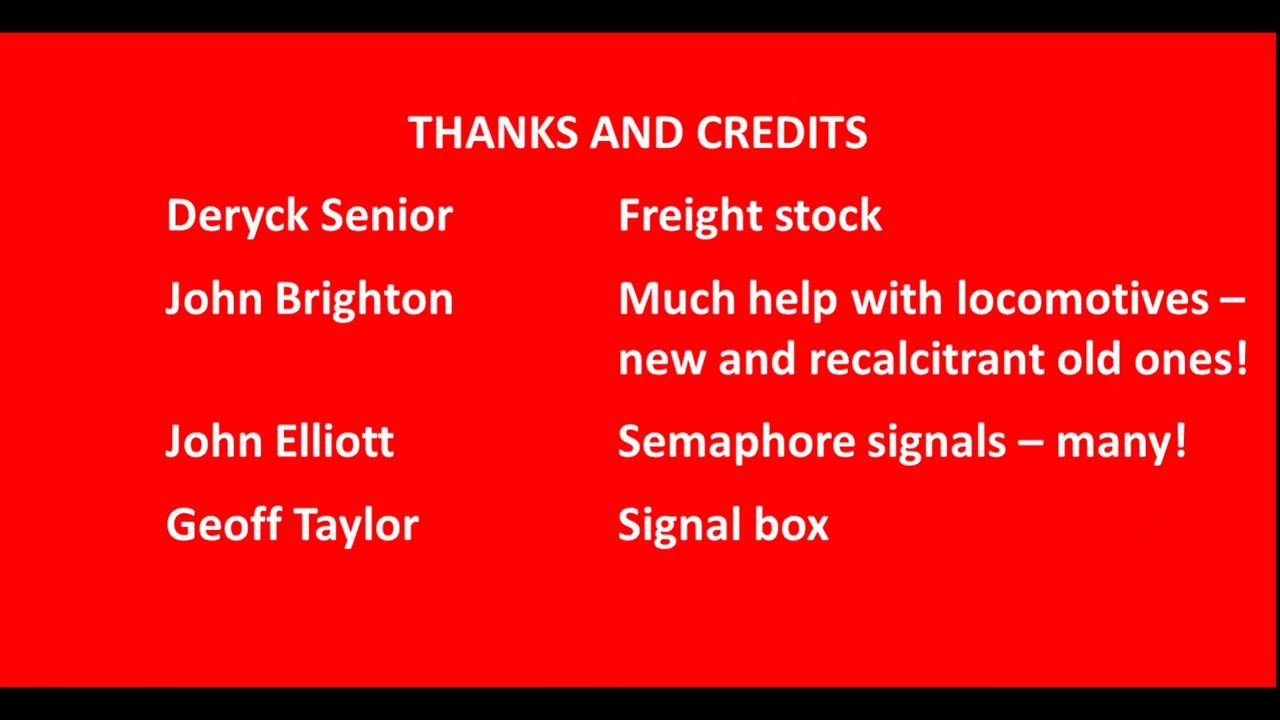 THANKS AND CREDITS
Deryck Senior Freight stock
John Brighton Much help with locomotives –
new and recalcitrant old ones!
John Elliott Semaphore signals – many!
Geoff Taylor Signal box